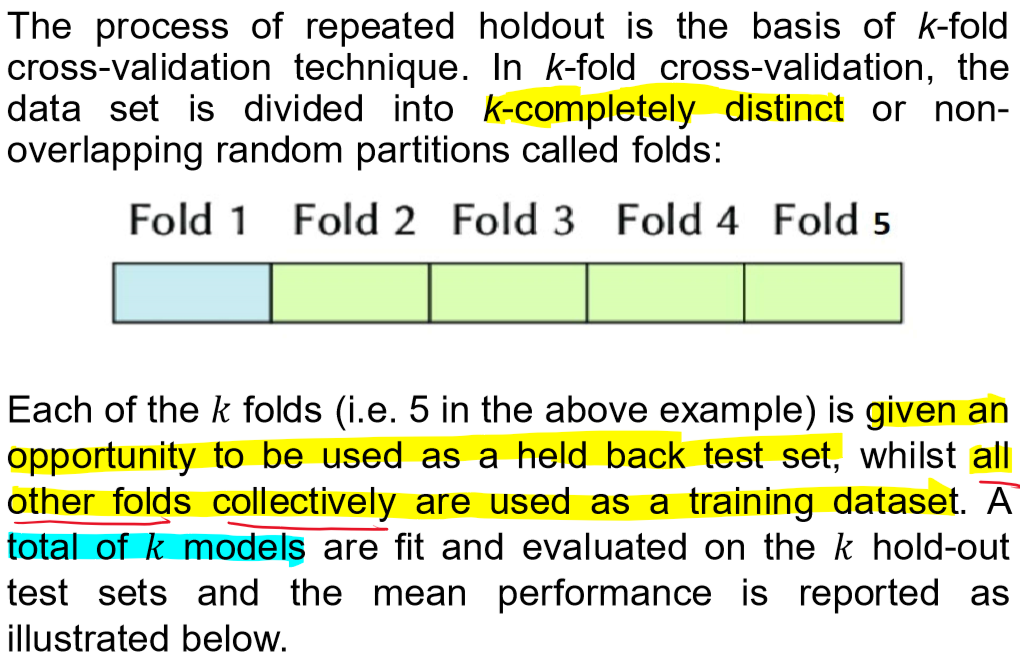 The process of repeated holdout is the basis of k-fold
cross-validation technique. In k-fold cross-validation, the
data set is divided into k-completely distinct or non-
overlapping random partitions called folds:
Fold 1 Fold 2 Fold 3 Fold 4 Fold 5
Each of the k folds (i.e. 5 in the above example) is given an
opportunity to be used as a held back test set, whilst all
other folds collectively are used as a training dataset. A
total of k models are fit and evaluated on the k hold-out
test sets and the mean performance is reported as
illustrated below.